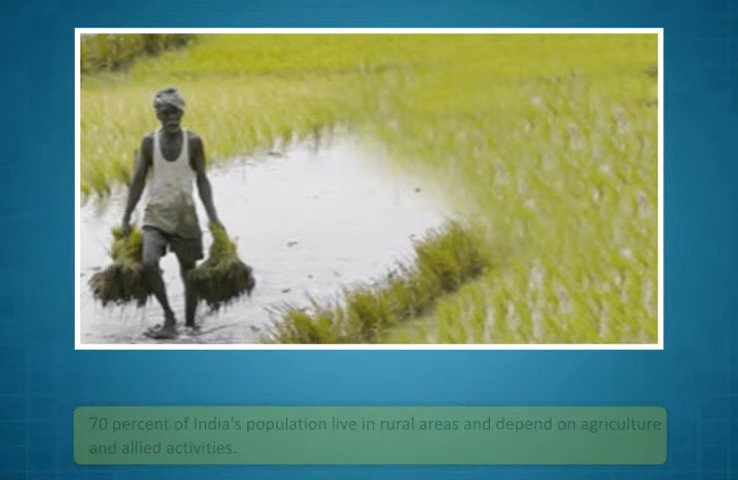 70 percent of India's population live in rural areas and depend on agriculture
and allied activities.